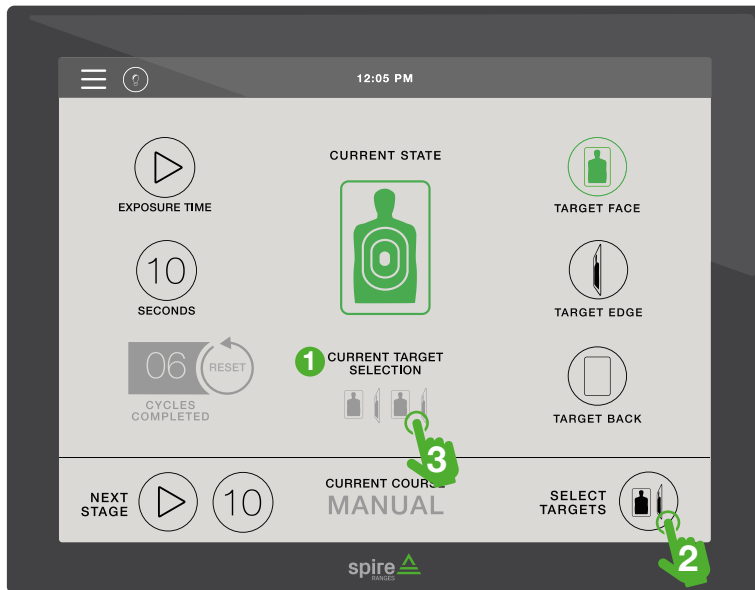 12:05 PM
CURRENT STATE
EXPOSURE TIME
TARGET FACE
10
SECONDS
TARGET EDGE
1
CURRENT TARGET
SELECTION
06
RESET
CYCLES
COMPLETED
TARGET BACK
3
NEXT
STAGE
10
CURRENT COURSE
MANUAL
SELECT
TARGETS
2
spire
RANGES